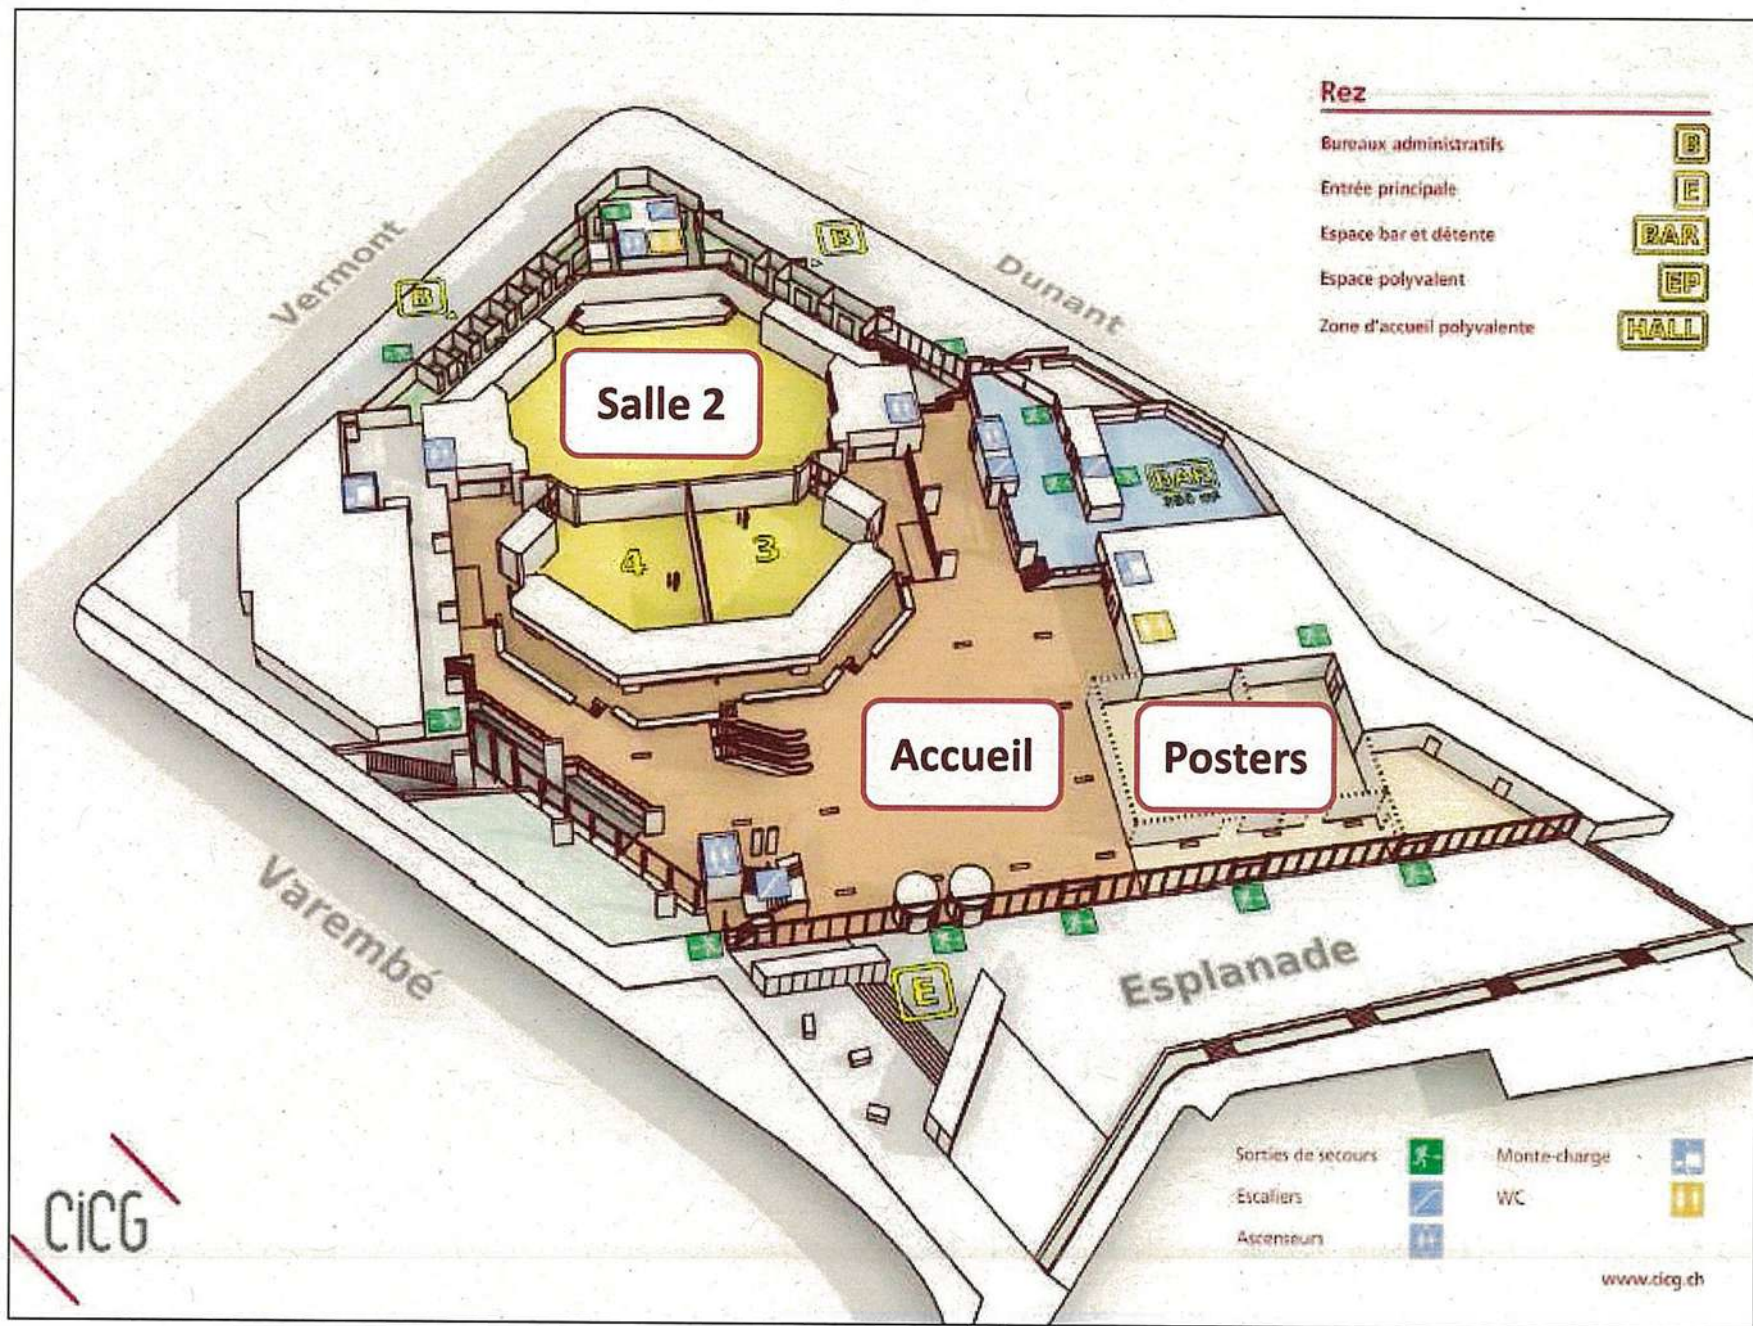 Rez
Bureaux administratifs B
Entrée principale E
Espace bar et détente BAR
Espace polyvalent EP
Zone d'accueil polyvalente HALL
Vermont
Dunant
B
B
Salle 2
BAR
4
3
Accueil
Posters
Varembé
E
Esplanade
Sorties de secours
Monte-charge
Escaliers
WC
Ascenseurs
CiCG
www.cicg.ch